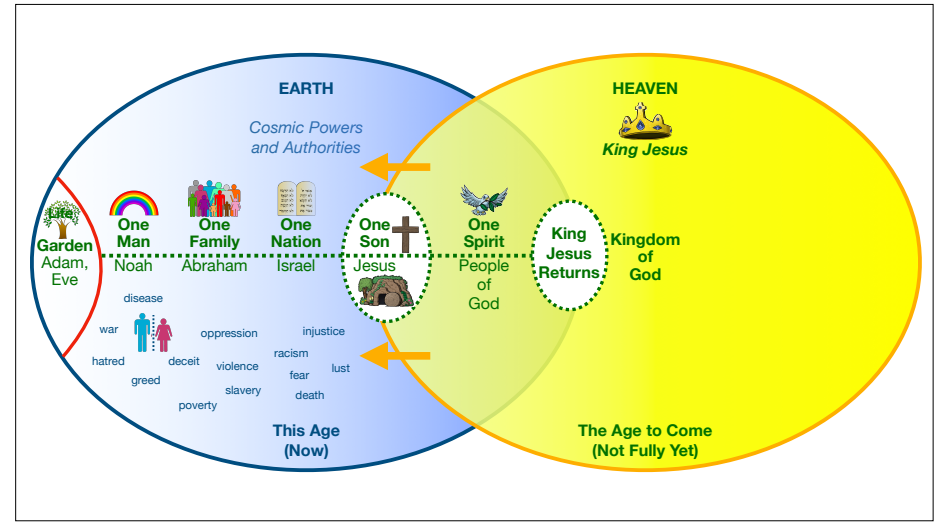 EARTH
HEAVEN
Cosmic Powers
and Authorities
King Jesus
Life
Garden
Adam,
Eve
One
Man
Noah
One
Family
Abraham
One
Nation
Israel
One
Son
Jesus
One
Spirit
People
of
God
King
Jesus
Returns
Kingdom
of
God
disease
war
oppression
injustice
hatred
deceit
violence
racism
fear
lust
greed
slavery
death
poverty
This Age
(Now)
The Age to Come
(Not Fully Yet)